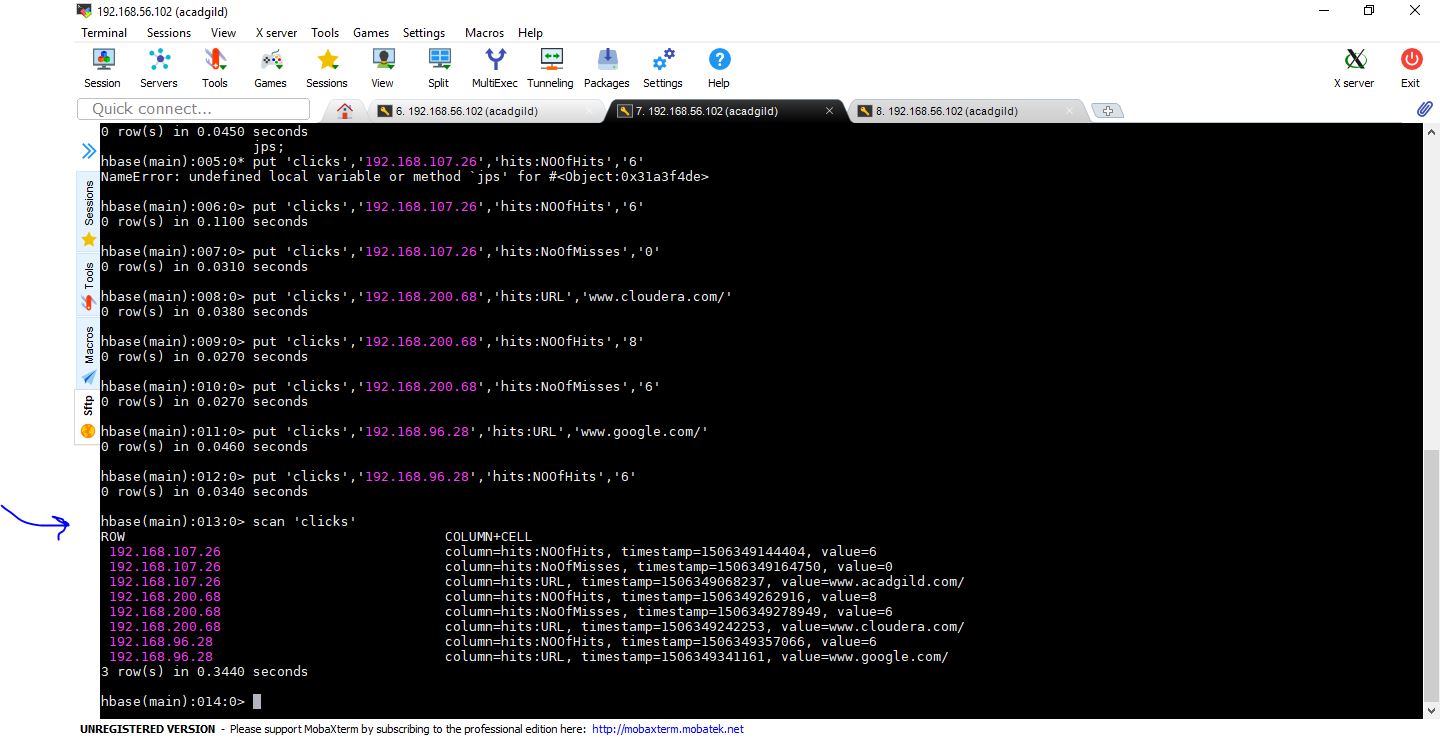 192.168.56.102 (acadgild)
Terminal Sessions View X server Tools Games Settings Macros Help
Session Servers Tools Games Sessions View Split MultiExec Tunneling Packages Settings Help X server Exit
Quick connect... 6. 192.168.56.102 (acadgild) 7. 192.168.56.102 (acadgild) 8. 192.168.56.102 (acadgild)
Sessions
Tools
Macros
Sftp
0 row(s) in 0.0450 seconds
jps;
hbase(main):005:0* put 'clicks','192.168.107.26','hits:NOOfHits','6'
NameError: undefined local variable or method `jps' for #<Object:0x31a3f4de>
hbase(main):006:0> put 'clicks','192.168.107.26','hits:NOOfHits','6'
0 row(s) in 0.1100 seconds
hbase(main):007:0> put 'clicks','192.168.107.26','hits:NoOfMisses','0'
0 row(s) in 0.0310 seconds
hbase(main):008:0> put 'clicks','192.168.200.68','hits:URL','www.cloudera.com/'
0 row(s) in 0.0380 seconds
hbase(main):009:0> put 'clicks','192.168.200.68','hits:NOOfHits','8'
0 row(s) in 0.0270 seconds
hbase(main):010:0> put 'clicks','192.168.200.68','hits:NoOfMisses','6'
0 row(s) in 0.0270 seconds
hbase(main):011:0> put 'clicks','192.168.96.28','hits:URL','www.google.com/'
0 row(s) in 0.0460 seconds
hbase(main):012:0> put 'clicks','192.168.96.28','hits:NOOfHits','6'
0 row(s) in 0.0340 seconds
hbase(main):013:0> scan 'clicks'
ROW COLUMN+CELL
192.168.107.26 column=hits:NOOfHits, timestamp=1506349144404, value=6
192.168.107.26 column=hits:NoOfMisses, timestamp=1506349164750, value=0
192.168.107.26 column=hits:URL, timestamp=1506349068237, value=www.acadgild.com/
192.168.200.68 column=hits:NOOfHits, timestamp=1506349262916, value=8
192.168.200.68 column=hits:NoOfMisses, timestamp=1506349278949, value=6
192.168.200.68 column=hits:URL, timestamp=1506349242253, value=www.cloudera.com/
192.168.96.28 column=hits:NOOfHits, timestamp=1506349357066, value=6
192.168.96.28 column=hits:URL, timestamp=1506349341161, value=www.google.com/
3 row(s) in 0.3440 seconds
hbase(main):014:0>
UNREGISTERED VERSION - Please support MobaXterm by subscribing to the professional edition here: http://mobaxterm.mobatek.net